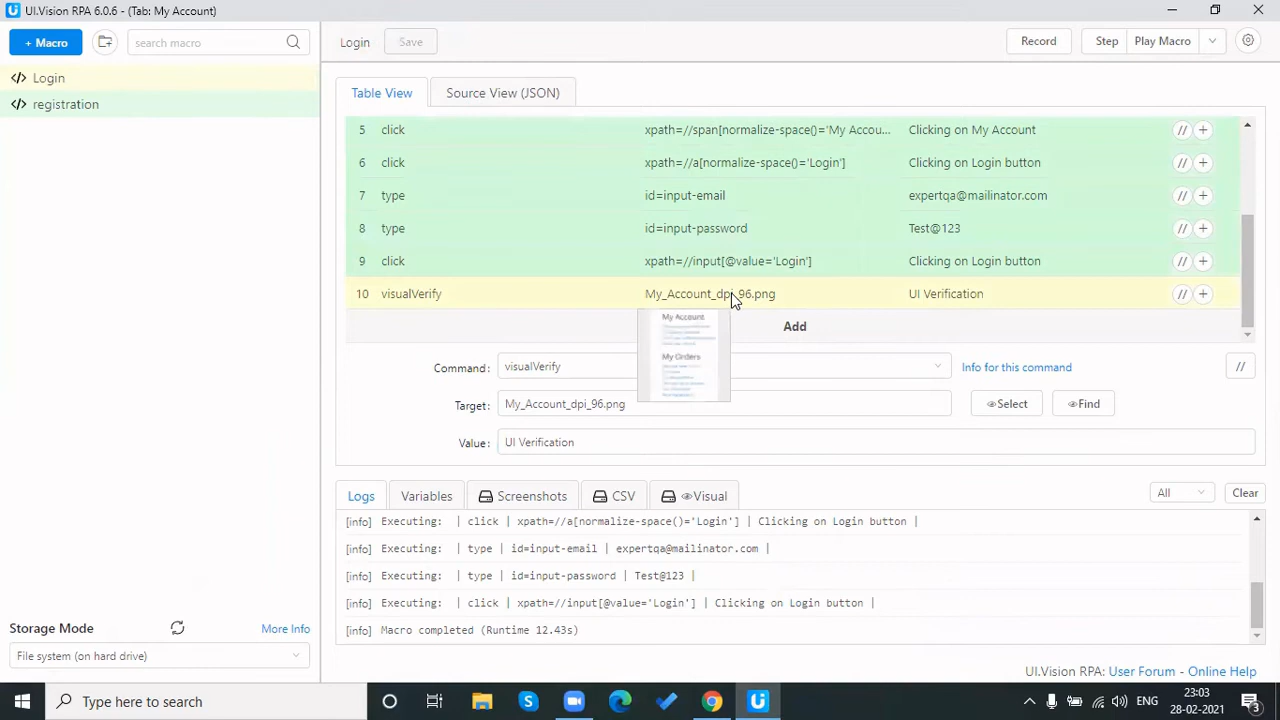 UI.Vision RPA 6.0.6 - (Tab: My Account)
+ Macro
search macro
Login
Save
Record
Step
Play Macro
Login
registration
Table View
Source View (JSON)
5 click xpath=//span[normalize-space()='My Accou... Clicking on My Account // +
6 click xpath=//a[normalize-space()='Login'] Clicking on Login button // +
7 type id=input-email expertqa@mailinator.com // +
8 type id=input-password Test@123 // +
9 click xpath=//input[@value='Login'] Clicking on Login button // +
10 visualVerify My_Account_dpi_96.png UI Verification // +
Add
My Account
My Orders
Command: visualVerify Info for this command //
Target: My_Account_dpi_96.png Select Find
Value: UI Verification
Logs Variables Screenshots CSV Visual All Clear
[info] Executing: | click | xpath=//a[normalize-space()='Login'] | Clicking on Login button |
[info] Executing: | type | id=input-email | expertqa@mailinator.com |
[info] Executing: | type | id=input-password | Test@123 |
[info] Executing: | click | xpath=//input[@value='Login'] | Clicking on Login button |
[info] Macro completed (Runtime 12.43s)
Storage Mode
More Info
File system (on hard drive)
UI.Vision RPA: User Forum - Online Help
Type here to search
ENG
23:03
28-02-2021
3